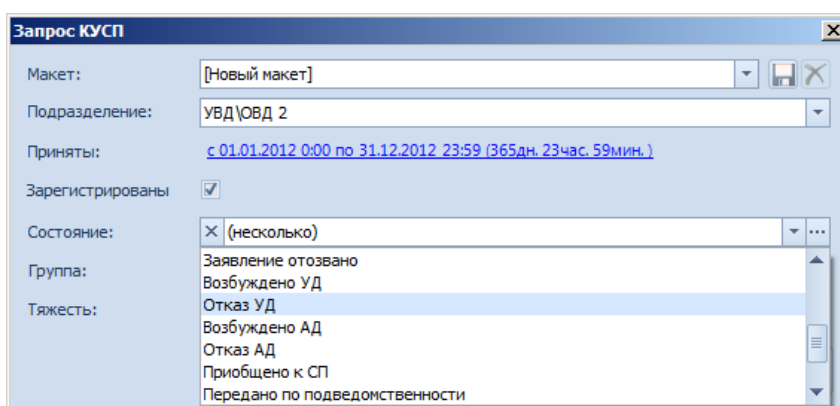 Запрос КУСП
Макет: [Новый макет]
Подразделение: УВД\ОВД 2
Приняты: с 01.01.2012 0:00 по 31.12.2012 23:59 (365дн. 23час. 59мин. )
Зарегистрированы
Состояние: (несколько)
Заявление отозвано
Группа:
Возбуждено УД
Отказ УД
Тяжесть:
Возбуждено АД
Отказ АД
Приобщено к СП
Передано по подведомственности